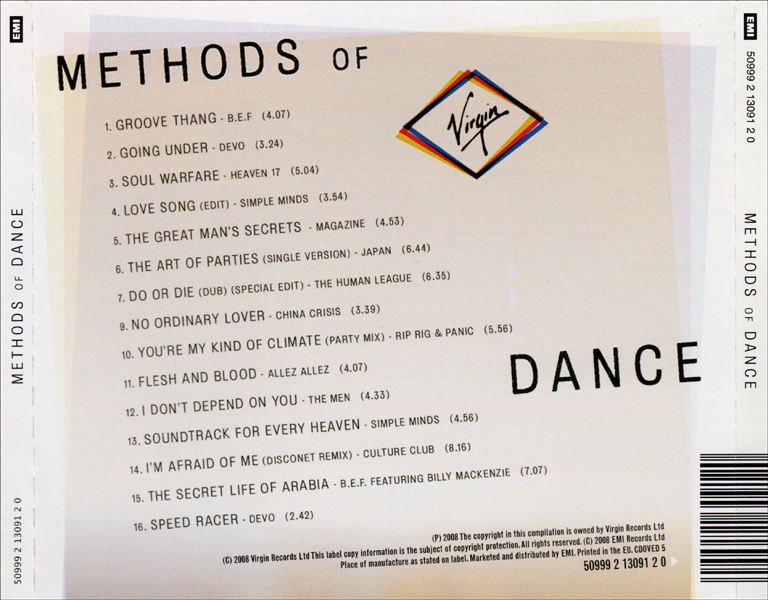 EMI
METHODS OF DANCE
50999 2 13091 2 0
METHODS OF
Virgin
1. GROOVE THANG - B.E.F (4.07)
2. GOING UNDER - DEVO (3.24)
3. SOUL WARFARE - HEAVEN 17 (5.04)
4. LOVE SONG (EDIT) - SIMPLE MINDS (3.54)
5. THE GREAT MAN'S SECRETS - MAGAZINE (4.53)
6. THE ART OF PARTIES (SINGLE VERSION) - JAPAN (6.44)
7. DO OR DIE (DUB) (SPECIAL EDIT) - THE HUMAN LEAGUE (6.35)
9. NO ORDINARY LOVER - CHINA CRISIS (3.39)
10. YOU'RE MY KIND OF CLIMATE (PARTY MIX) - RIP RIG & PANIC (5.56)
11. FLESH AND BLOOD - ALLEZ ALLEZ (4.07)
12. I DON'T DEPEND ON YOU - THE MEN (4.33)
13. SOUNDTRACK FOR EVERY HEAVEN - SIMPLE MINDS (4.56)
14. I'M AFRAID OF ME (DISCONET REMIX) - CULTURE CLUB (8.16)
15. THE SECRET LIFE OF ARABIA - B.E.F. FEATURING BILLY MACKENZIE (7.07)
16. SPEED RACER - DEVO (2.42)
DANCE
(P) 2008 The copyright in this compilation is owned by Virgin Records Ltd
(C) 2008 Virgin Records Ltd This label copy information is the subject of copyright protection. All rights reserved. (C) 2008 EMI Records Ltd
Place of manufacture as stated on label. Marketed and distributed by EMI. Printed in the EU. CDOVED 5
50999 2 13091 2 0
EMI
50999 2 13091 2 0
METHODS OF DANCE